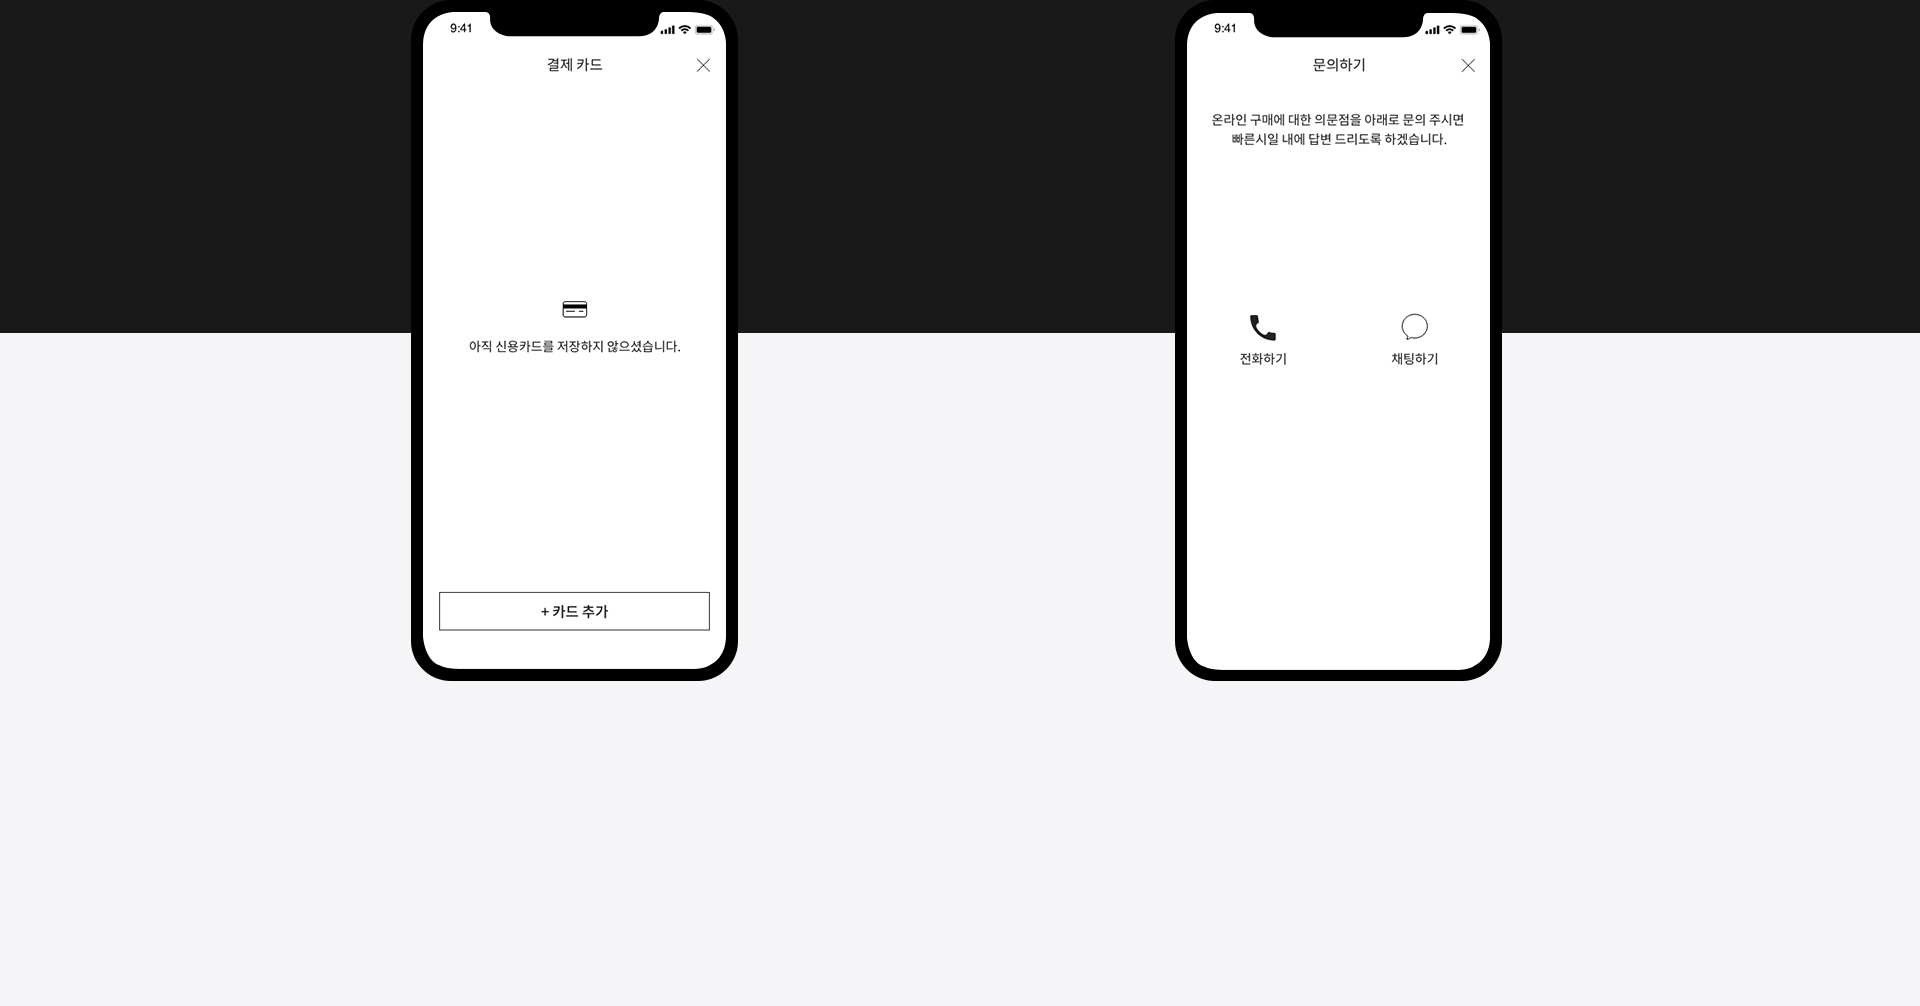 9:41
결제 카드
아직 신용카드를 저장하지 않으셨습니다.
+ 카드 추가
9:41
문의하기
온라인 구매에 대한 의문점을 아래로 문의 주시면
빠른시일 내에 답변 드리도록 하겠습니다.
전화하기
채팅하기